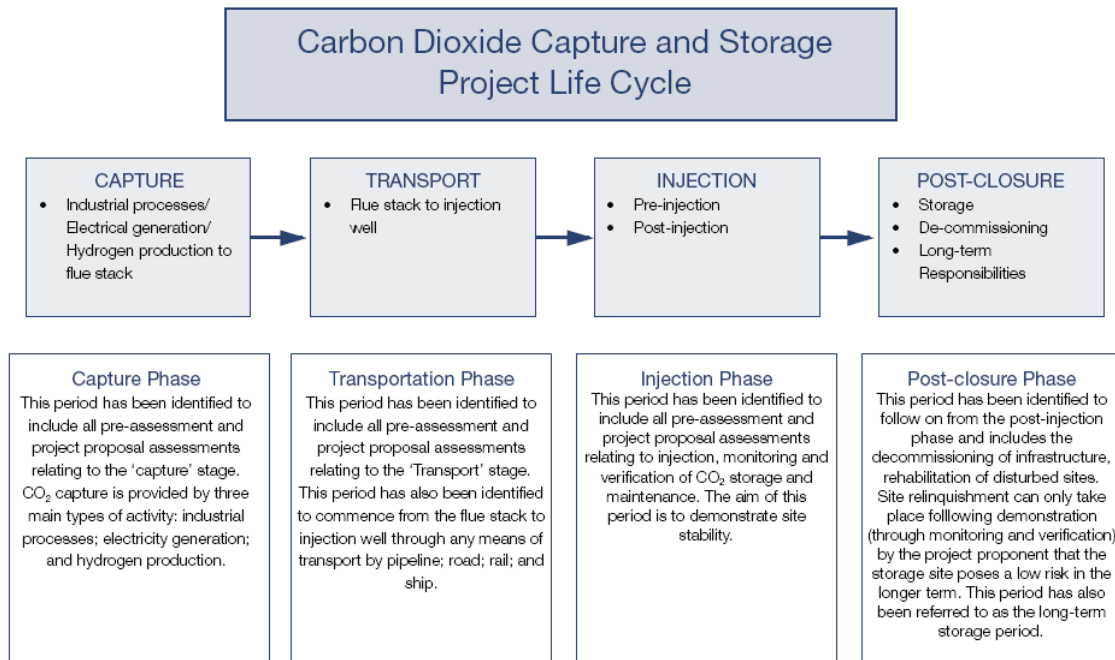 Carbon Dioxide Capture and Storage
Project Life Cycle
CAPTURE
• Industrial processes/
Electrical generation/
Hydrogen production to
flue stack
TRANSPORT
• Flue stack to injection
well
INJECTION
• Pre-injection
• Post-injection
POST-CLOSURE
• Storage
• De-commissioning
• Long-term
Responsibilities
Capture Phase
This period has been identified to
include all pre-assessment and
project proposal assessments
relating to the ‘capture’ stage.
CO₂ capture is provided by three
main types of activity: industrial
processes; electricity generation;
and hydrogen production.
Transportation Phase
This period has been identified to
include all pre-assessment and
project proposal assessments
relating to the ‘Transport’ stage.
This period has also been identified
to commence from the flue stack to
injection well through any means of
transport by pipeline; road; rail; and
ship.
Injection Phase
This period has been identified to
include all pre-assessment and
project proposal assessments
relating to injection, monitoring and
verification of CO₂ storage and
maintenance. The aim of this
period is to demonstrate site
stability.
Post-closure Phase
This period has been identified to
follow on from the post-injection
phase and includes the
decommissioning of infrastructure,
rehabilitation of disturbed sites.
Site relinquishment can only take
place folllowing demonstration
(through monitoring and verification)
by the project proponent that the
storage site poses a low risk in the
longer term. This period has also
been referred to as the long-term
storage period.